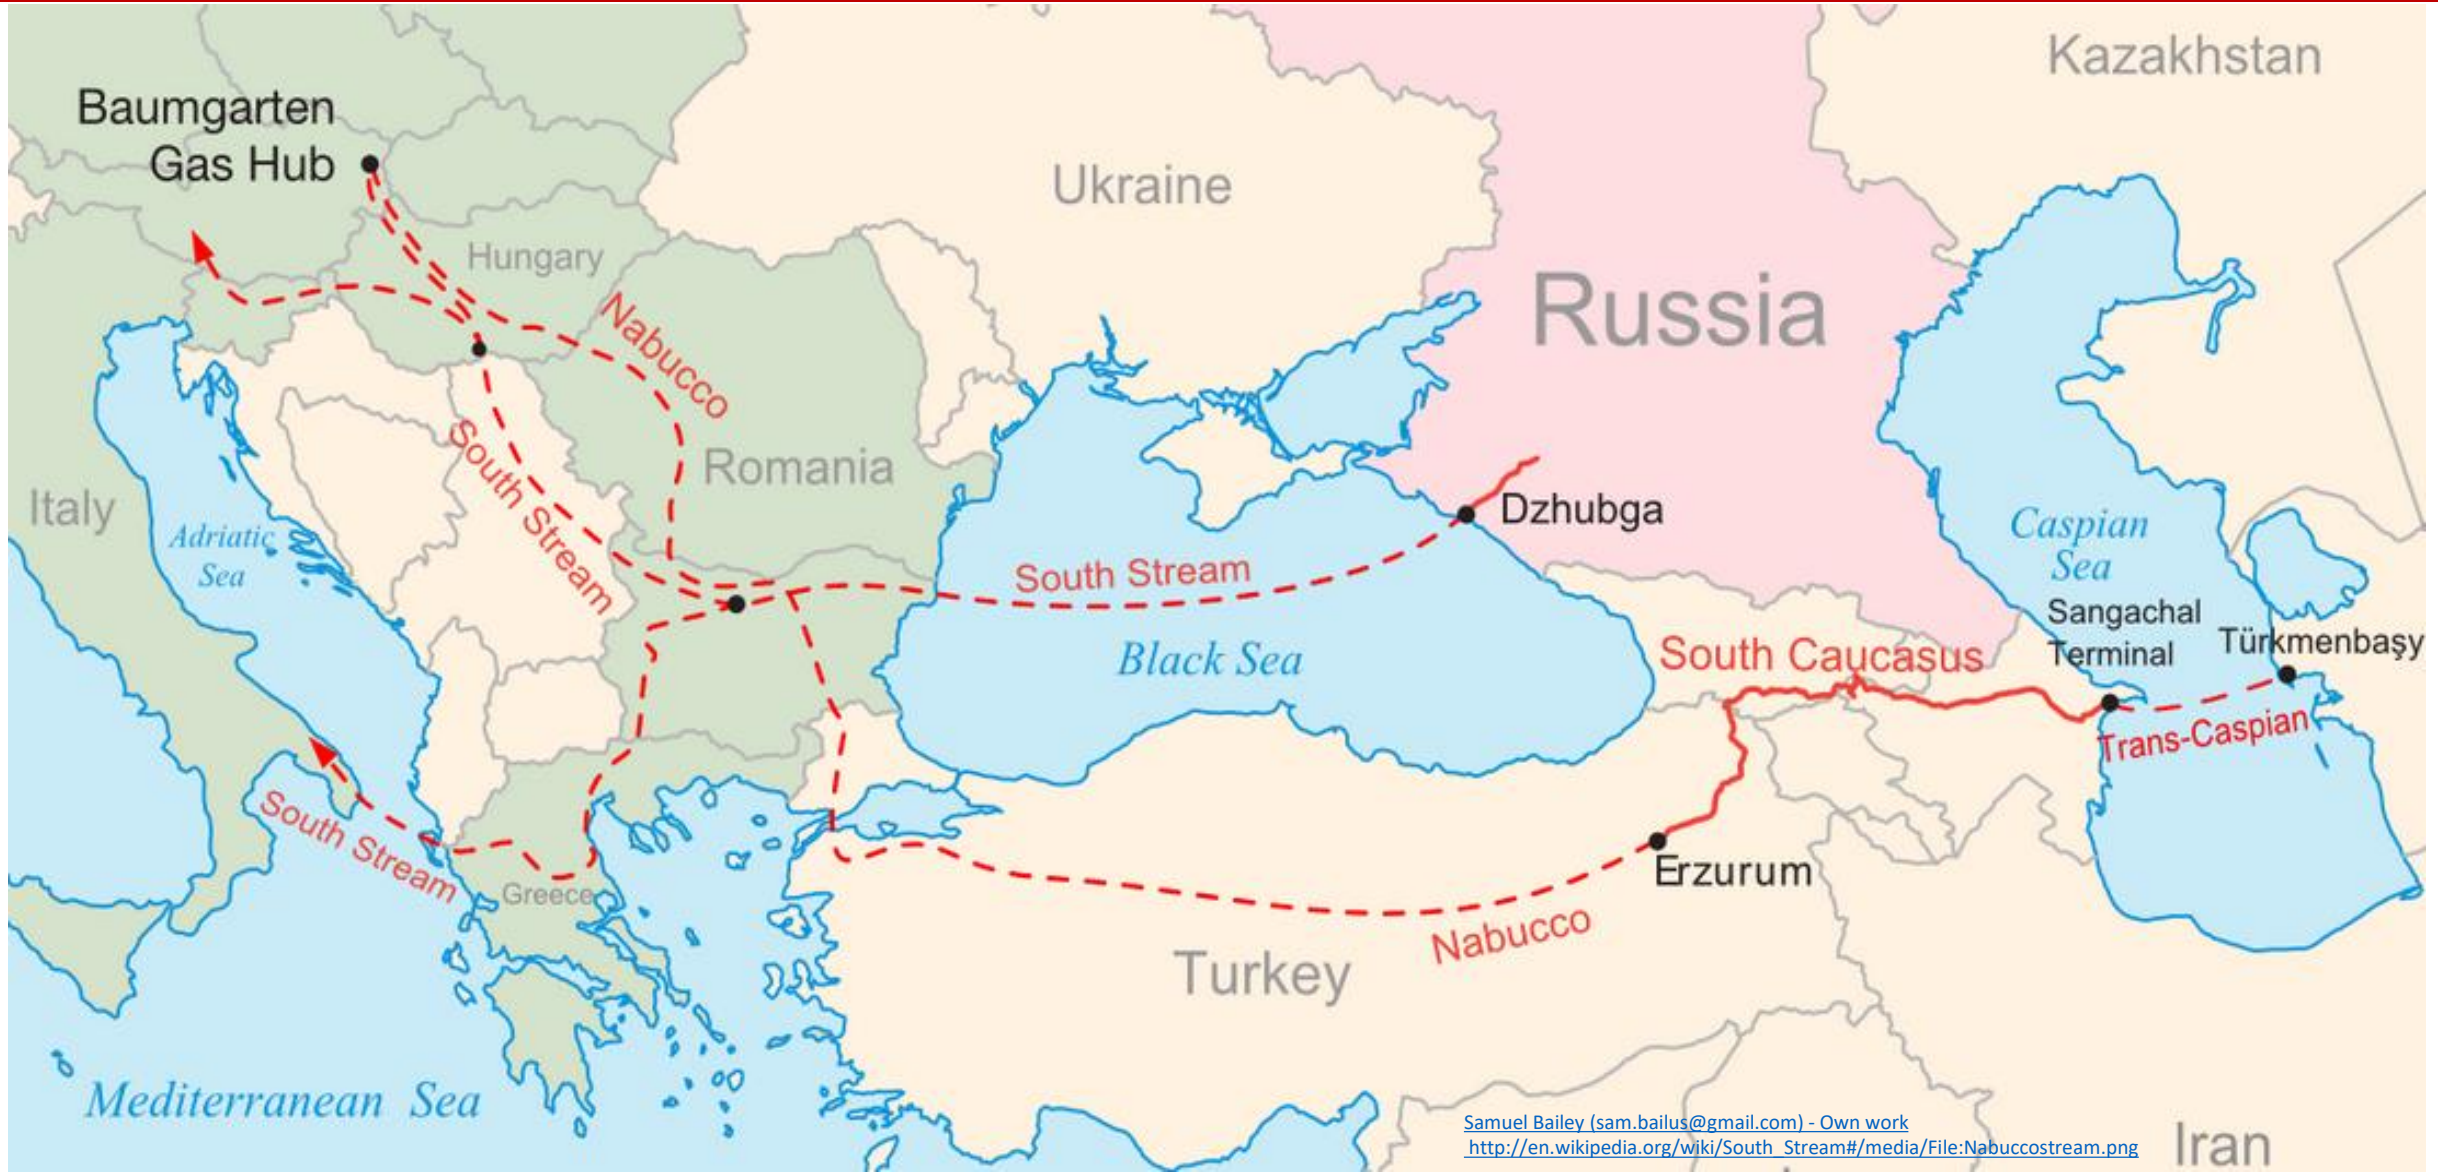 Kazakhstan
Baumgarten
Gas Hub
Ukraine
Hungary
Russia
Nabucco
South Stream
Romania
Italy
Adriatic
Sea
Dzhubga
Caspian
Sea
South Stream
Sangachal
Terminal
Türkmenbaşy
Black Sea
South Caucasus
Trans-Caspian
South Stream
Greece
Erzurum
Nabucco
Turkey
Mediterranean Sea
Samuel Bailey (sam.bailus@gmail.com) - Own work
http://en.wikipedia.org/wiki/South_Stream#/media/File:Nabuccostream.png
Iran